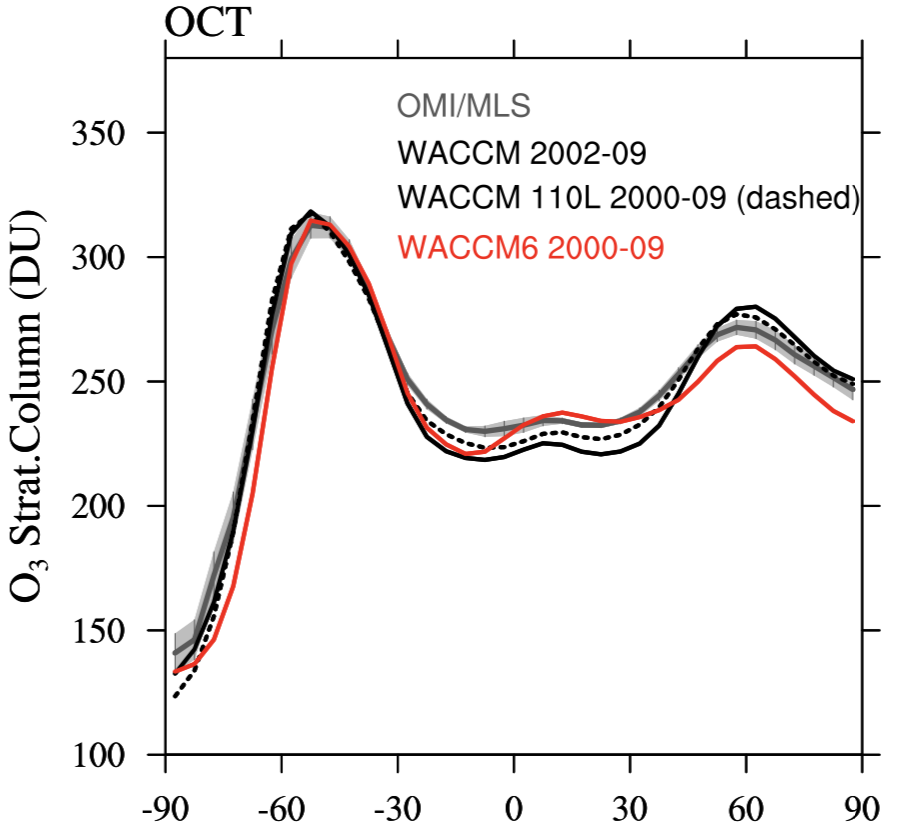 OCT
OMI/MLS
WACCM 2002-09
WACCM 110L 2000-09 (dashed)
WACCM6 2000-09
O₃ Strat.Column (DU)
350
300
250
200
150
100
-90 -60 -30 0 30 60 90